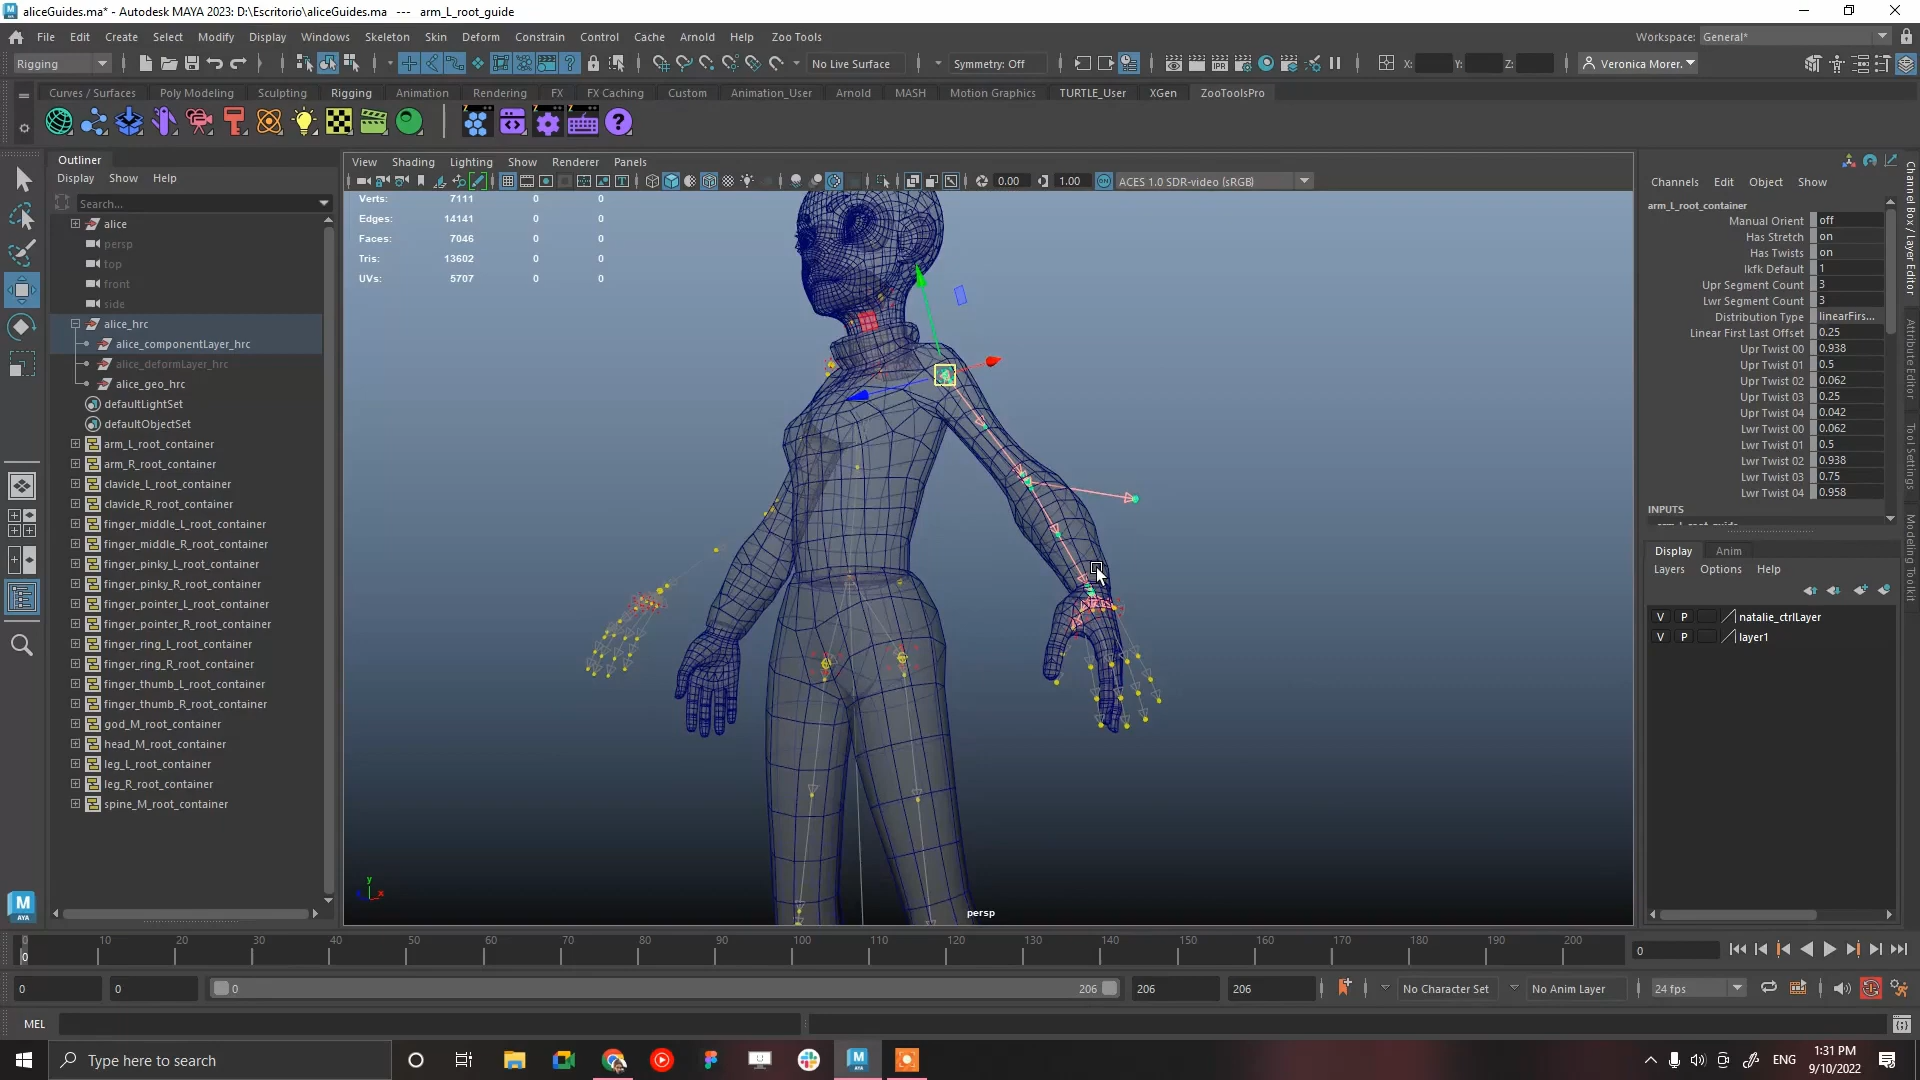 aliceGuides.ma* - Autodesk MAYA 2023: D:\Escritorio\aliceGuides.ma --- arm_L_root_guide
File Edit Create Select Modify Display Windows Skeleton Skin Deform Constrain Control Cache Arnold Help Zoo Tools
Workspace: General*
Rigging
No Live Surface
Symmetry: Off
X: Y: Z:
Veronica Morer.
Curves / Surfaces Poly Modeling Sculpting Rigging Animation Rendering FX FX Caching Custom Animation_User Arnold MASH Motion Graphics TURTLE_User XGen ZooToolsPro
Outliner
Display Show Help
Search...
alice
persp
top
front
side
alice_hrc
alice_componentLayer_hrc
alice_deformLayer_hrc
alice_geo_hrc
defaultLightSet
defaultObjectSet
arm_L_root_container
arm_R_root_container
clavicle_L_root_container
clavicle_R_root_container
finger_middle_L_root_container
finger_middle_R_root_container
finger_pinky_L_root_container
finger_pinky_R_root_container
finger_pointer_L_root_container
finger_pointer_R_root_container
finger_ring_L_root_container
finger_ring_R_root_container
finger_thumb_L_root_container
finger_thumb_R_root_container
god_M_root_container
head_M_root_container
leg_L_root_container
leg_R_root_container
spine_M_root_container
View Shading Lighting Show Renderer Panels
0.00 1.00 ACES 1.0 SDR-video (sRGB)
Verts: 7111 0 0
Edges: 14141 0 0
Faces: 7046 0 0
Tris: 13602 0 0
UVs: 5707 0 0
y
x
persp
Channels Edit Object Show
arm_L_root_container
Manual Orient off
Has Stretch on
Has Twists on
Ikfk Default 1
Upr Segment Count 3
Lwr Segment Count 3
Distribution Type linearFirs...
Linear First Last Offset 0.25
Upr Twist 00 0.938
Upr Twist 01 0.5
Upr Twist 02 0.062
Upr Twist 03 0.25
Upr Twist 04 0.042
Lwr Twist 00 0.062
Lwr Twist 01 0.5
Lwr Twist 02 0.938
Lwr Twist 03 0.75
Lwr Twist 04 0.958
INPUTS
Display Anim
Layers Options Help
V P natalie_ctrlLayer
V P layer1
Channel Box / Layer Editor
Attribute Editor
Tool Settings
Modeling Toolkit
0 10 20 30 40 50 60 70 80 90 100 110 120 130 140 150 160 170 180 190 200
0
0
0 0 0 206 206 206
No Character Set
No Anim Layer
24 fps
MEL
Type here to search
ENG
1:31 PM
9/10/2022